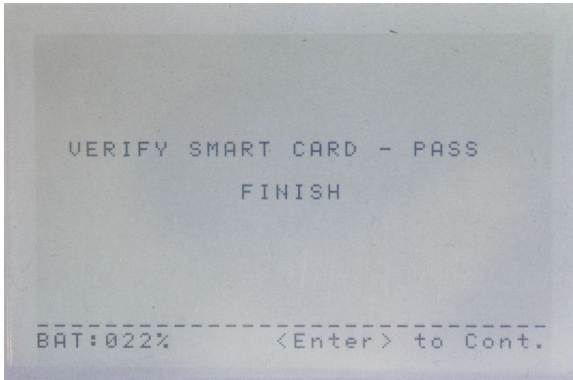 VERIFY SMART CARD - PASS
FINISH
BAT:022% <Enter> to Cont.